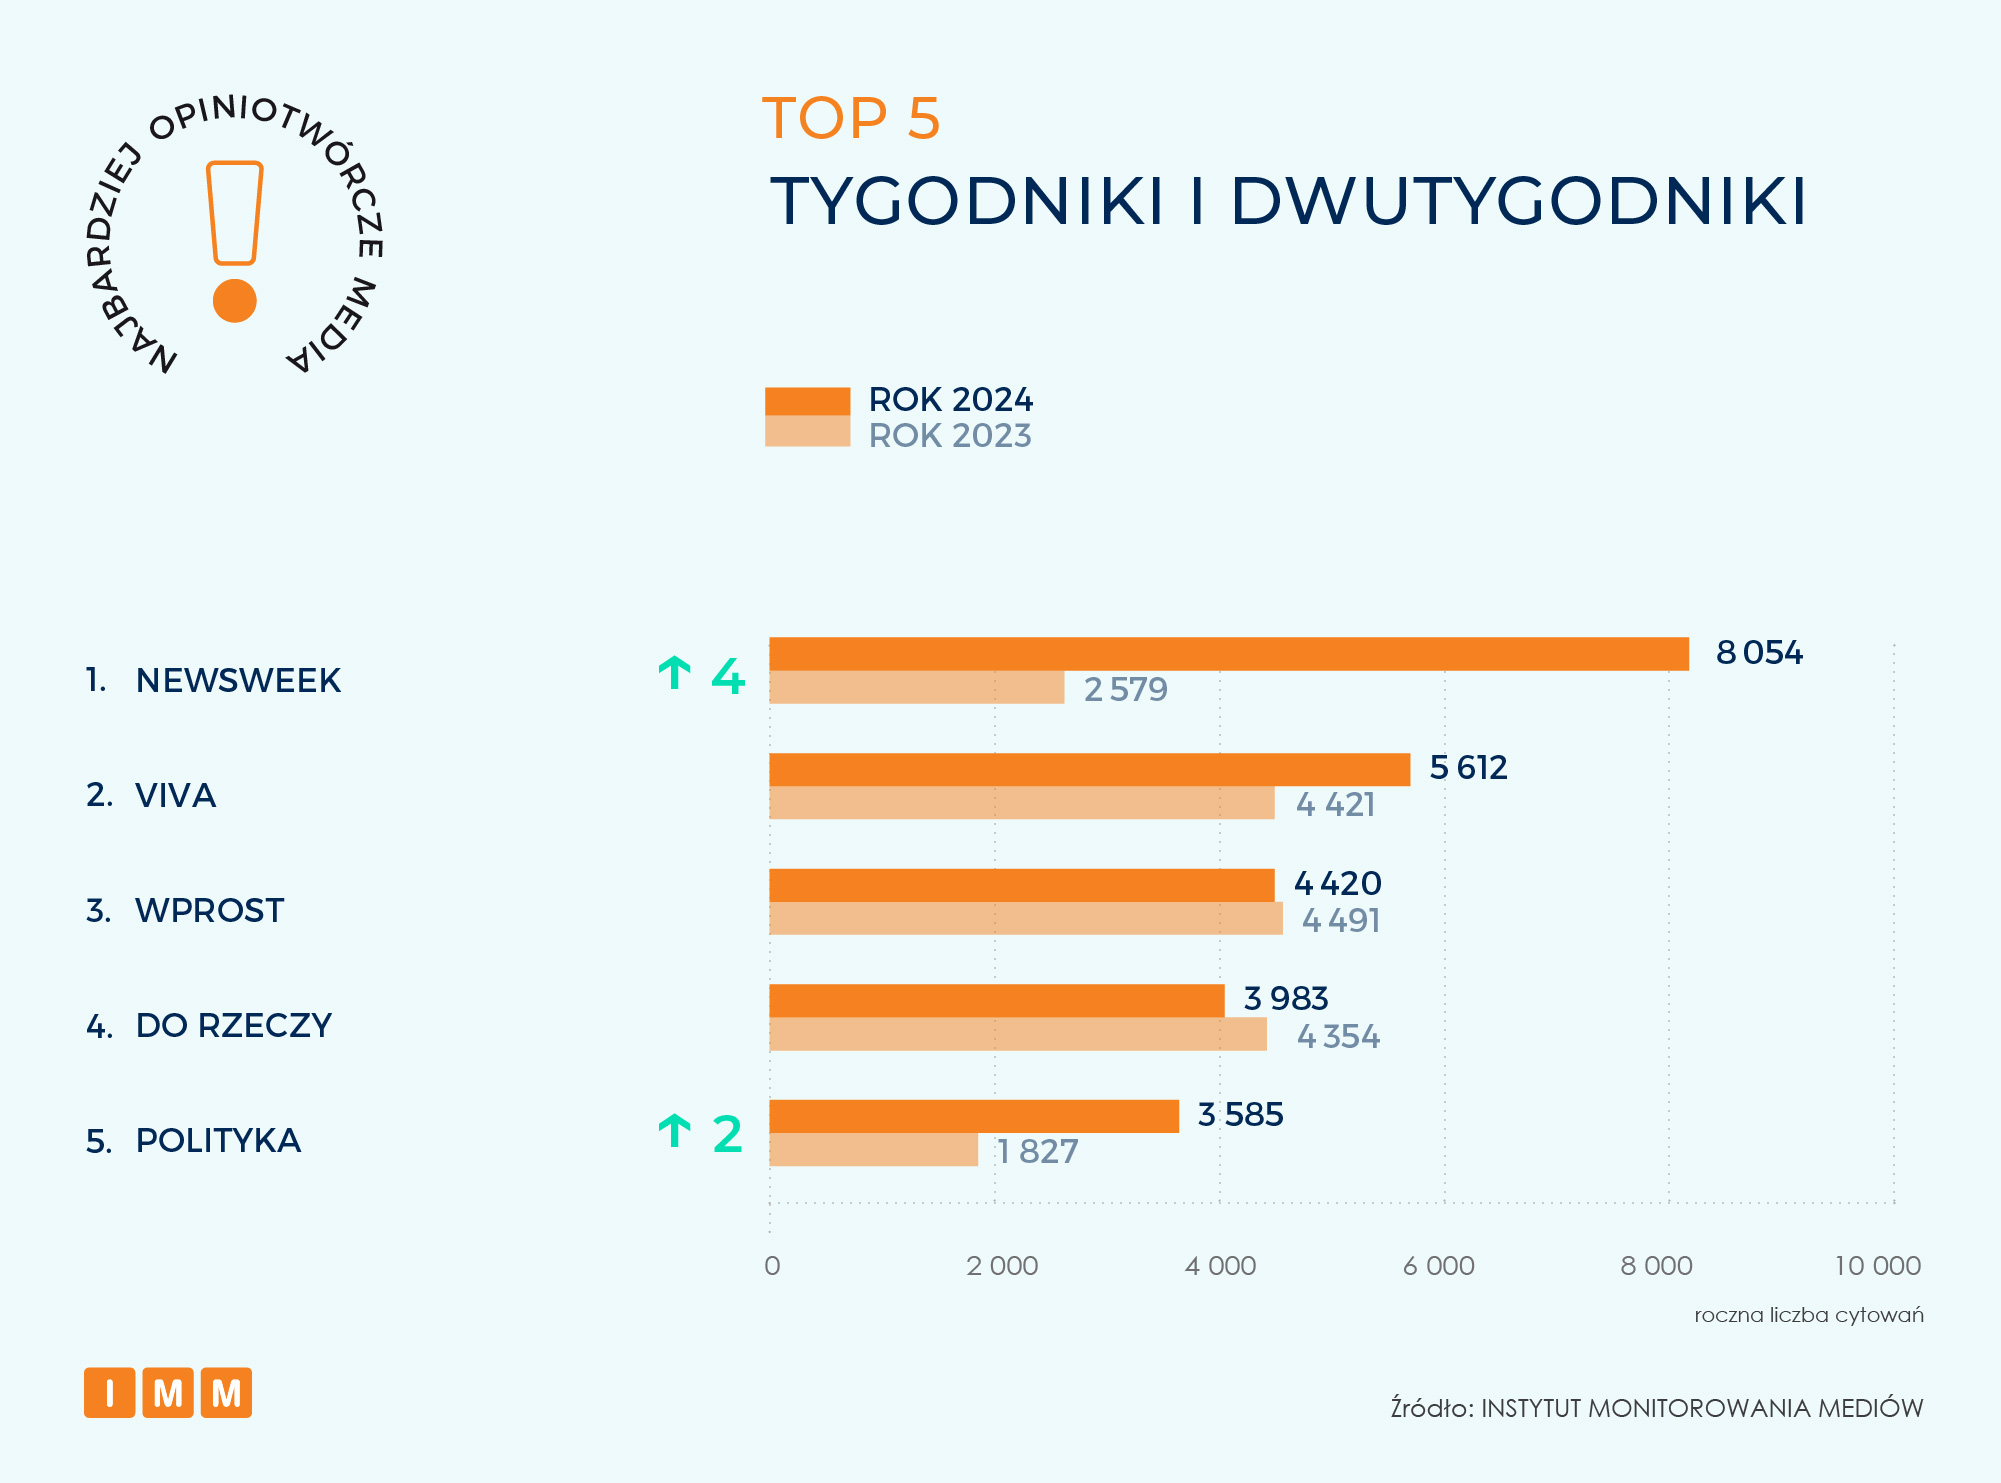 NAJBARDZIEJ OPINIOTWÓRCZE MEDIA
TOP 5
TYGODNIKI I DWUTYGODNIKI
ROK 2024
ROK 2023
1. NEWSWEEK ↑ 4 8 054
2 579
2. VIVA 5 612
4 421
3. WPROST 4 420
4 491
4. DO RZECZY 3 983
4 354
5. POLITYKA ↑ 2 3 585
1 827
0 2 000 4 000 6 000 8 000 10 000
roczna liczba cytowań
IMM
Źródło: INSTYTUT MONITOROWANIA MEDIÓW